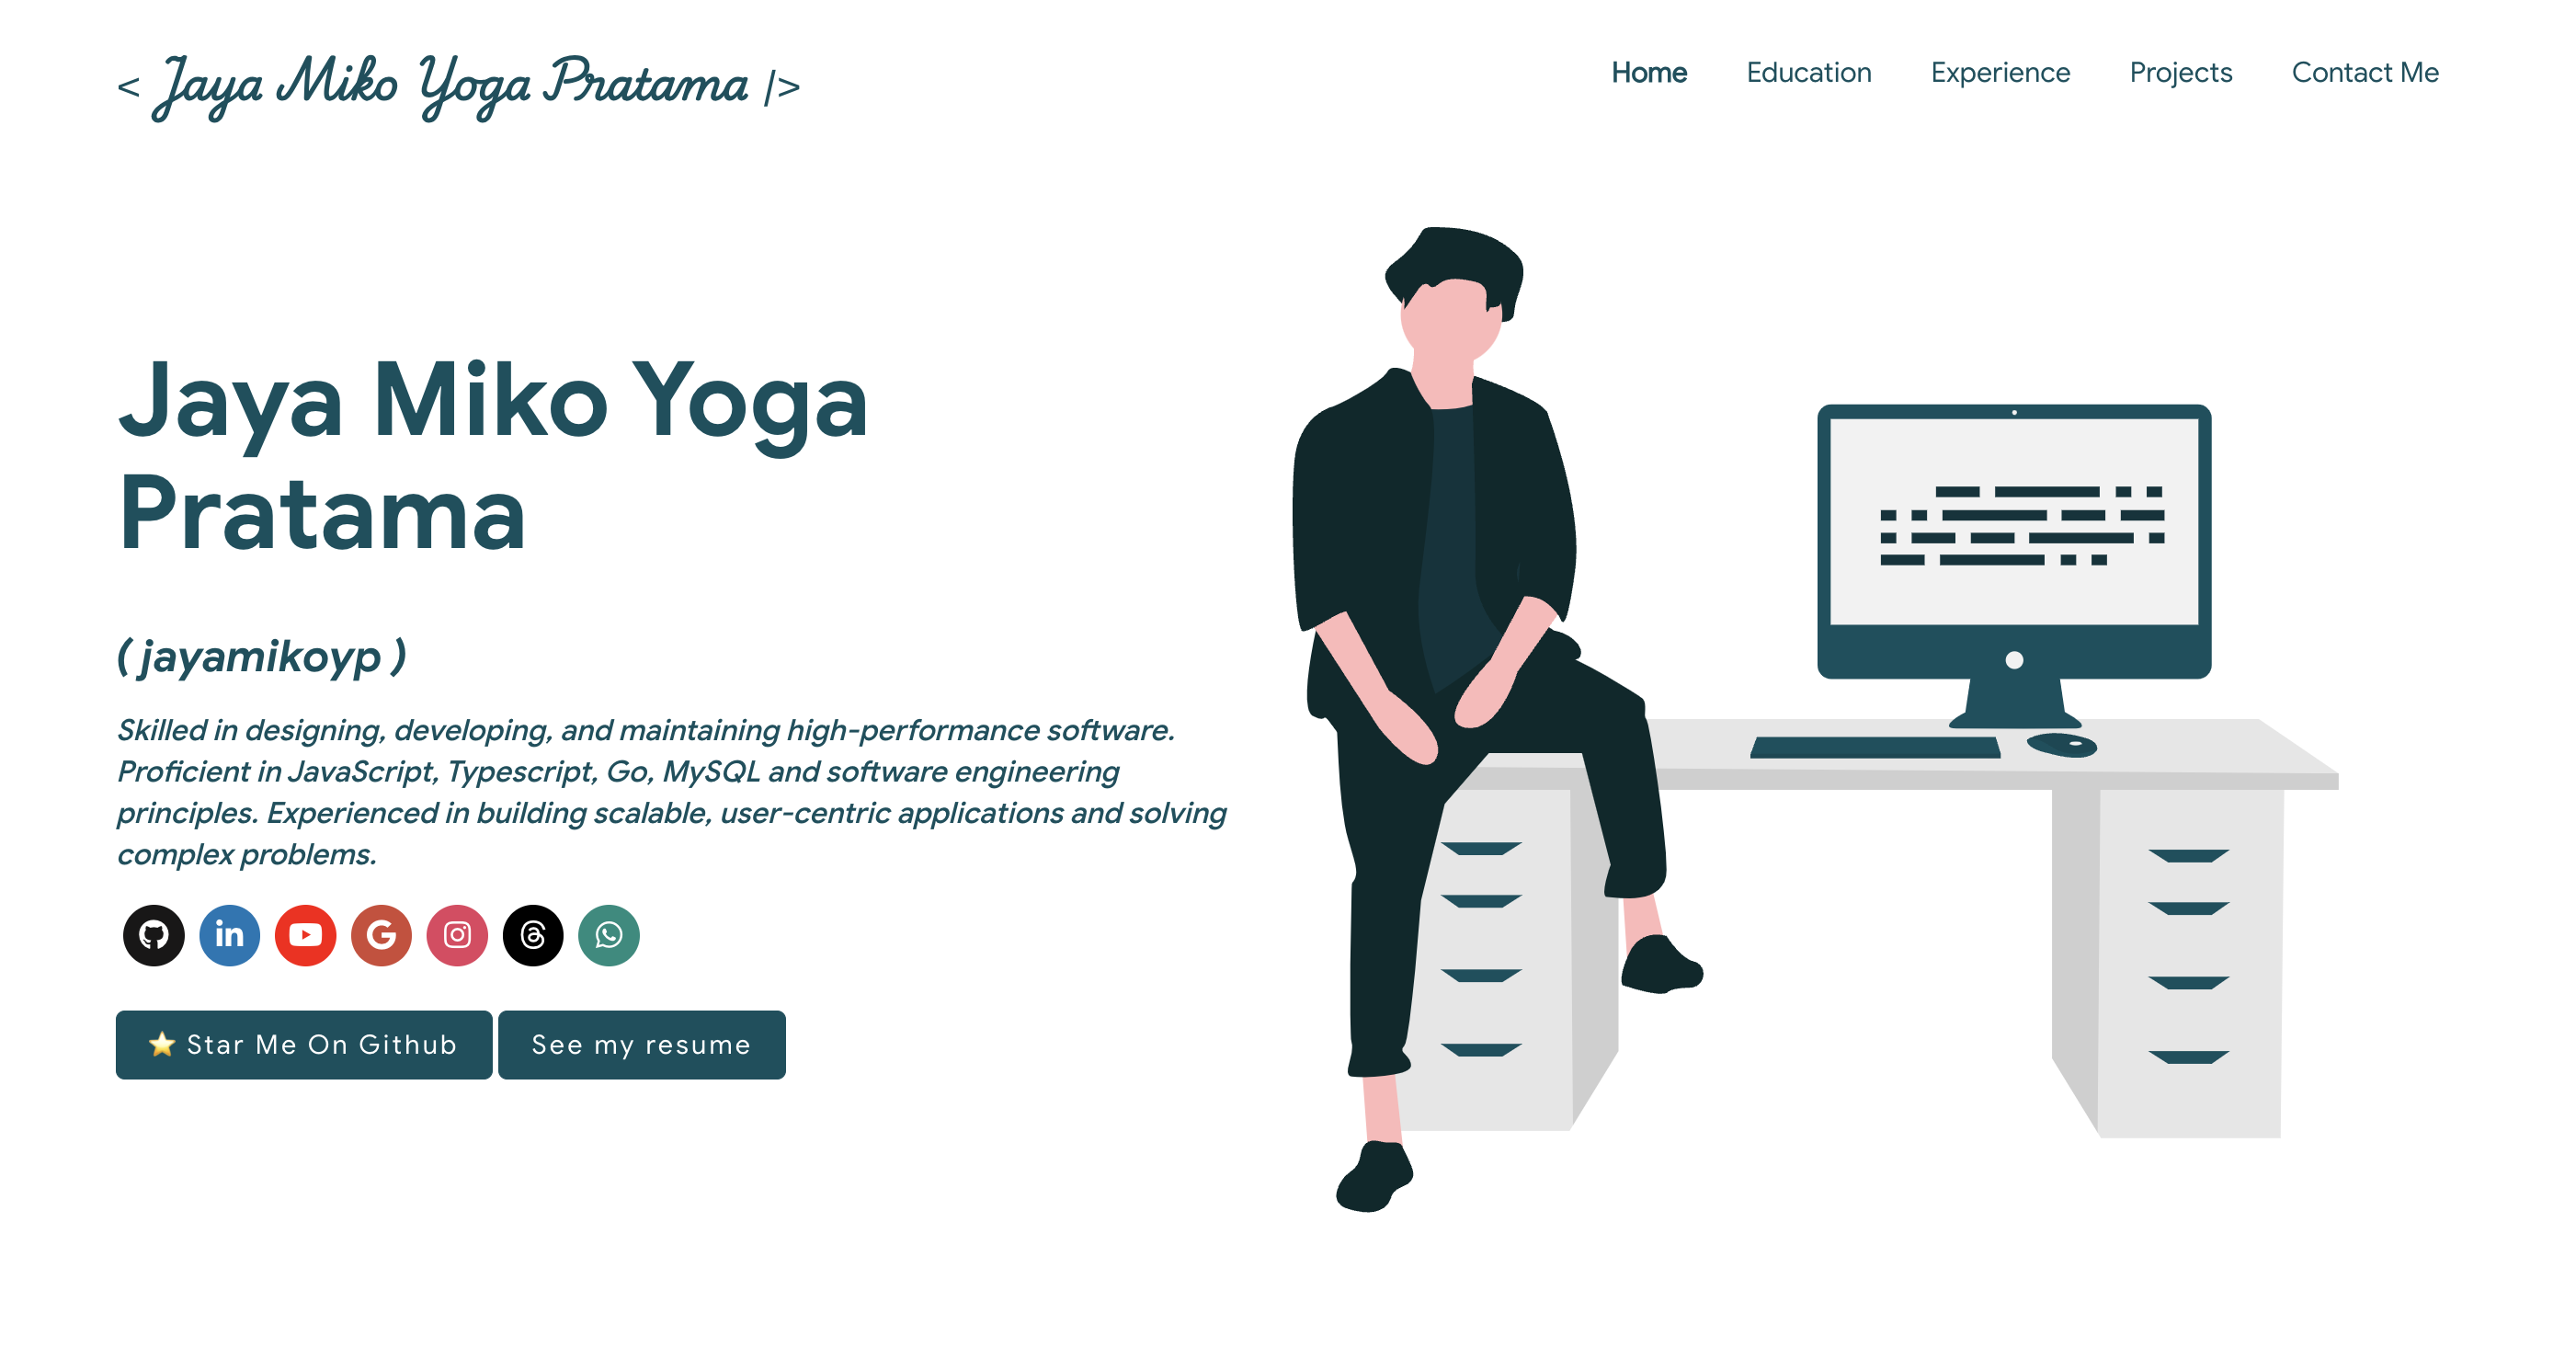 < Jaya Miko Yoga Pratama />
Home Education Experience Projects Contact Me
Jaya Miko Yoga
Pratama
( jayamikoyp )
Skilled in designing, developing, and maintaining high-performance software.
Proficient in JavaScript, Typescript, Go, MySQL and software engineering
principles. Experienced in building scalable, user-centric applications and solving
complex problems.
in G
⭐ Star Me On Github See my resume